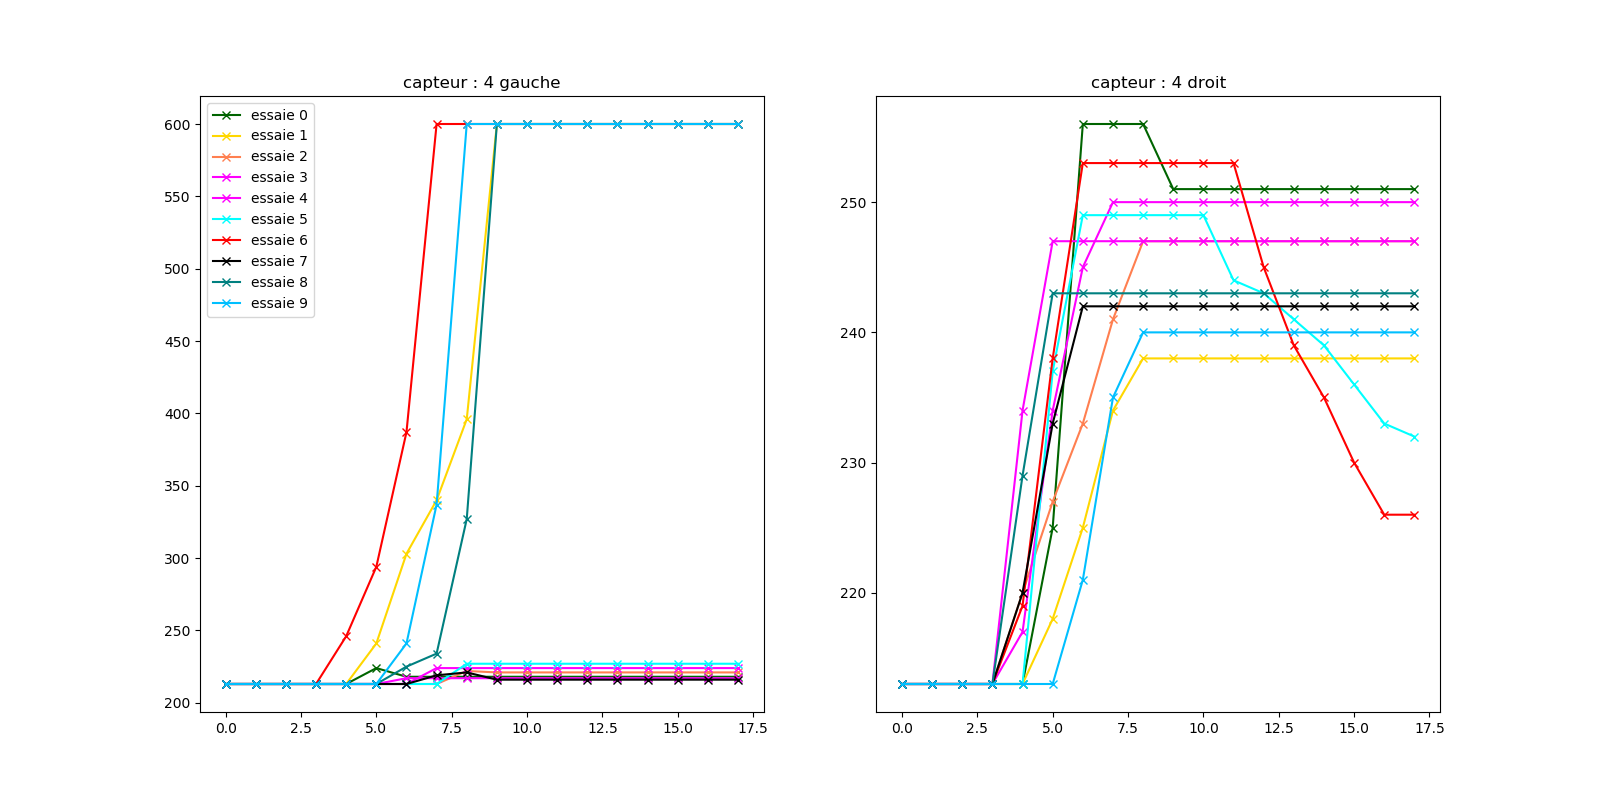 capteur : 4 gauche
600
550
500
450
400
350
300
250
200
0.0 2.5 5.0 7.5 10.0 12.5 15.0 17.5
essaie 0
essaie 1
essaie 2
essaie 3
essaie 4
essaie 5
essaie 6
essaie 7
essaie 8
essaie 9
capteur : 4 droit
250
240
230
220
0.0 2.5 5.0 7.5 10.0 12.5 15.0 17.5